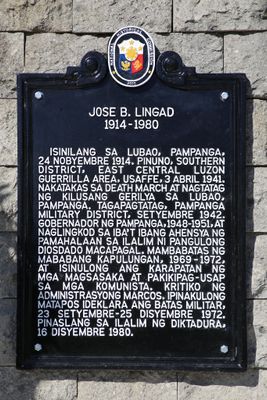 JOSE B. LINGAD
1914-1980
ISINILANG SA LUBAO, PAMPANGA,
24 NOBYEMBRE 1914. PINUNO, SOUTHERN
DISTRICT, EAST CENTRAL LUZON
GUERRILLA AREA, USAFFE, 3 ABRIL 1941.
NAKATAKAS SA DEATH MARCH AT NAGTATAG
NG KILUSANG GERILYA SA LUBAO,
PAMPANGA. TAGAPAGTATAG, PAMPANGA
MILITARY DISTRICT, SETYEMBRE 1942.
GOBERNADOR NG PAMPANGA,1948-1951, AT
NAGLINGKOD SA IBA'T IBANG AHENSYA NG
PAMAHALAAN SA ILALIM NI PANGULONG
DIOSDADO MACAPAGAL. MAMBABATAS NG
MABABANG KAPULUNGAN, 1969-1972,
AT ISINULONG ANG KARAPATAN NG
MGA MAGSASAKA AT PAKIKIPAG-USAP
SA MGA KOMUNISTA. KRITIKO NG
ADMINISTRASYONG MARCOS. IPINAKULONG
MATAPOS IDEKLARA ANG BATAS MILITAR,
23 SETYEMBRE-25 DISYEMBRE 1972.
PINASLANG SA ILALIM NG DIKTADURA,
16 DISYEMBRE 1980.